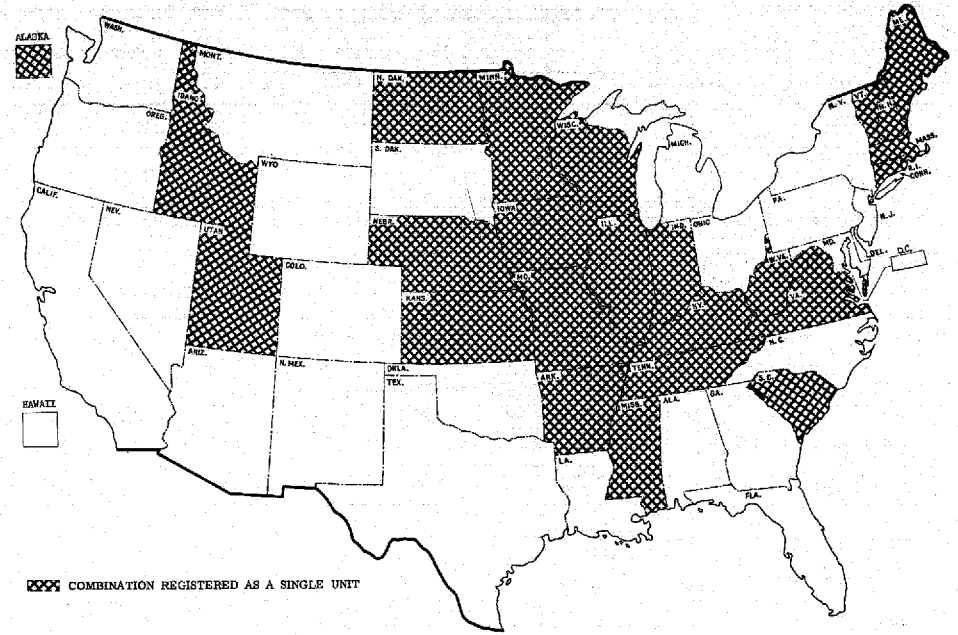 ALASKA
WASH.
MONT.
N. DAK.
MINN.
ME.
N. Y.
VT.
N.H.
IDAHO
OREG.
WISC.
MICH.
MASS.
R.I.
CONN.
S. DAK.
WYO
CALIF.
NEV.
UTAH
NEBR.
IOWA
ILL.
IND.
OHIO
PA.
N.J.
MD.
DEL.
D.C.
W.VA.
VA.
COLO.
KANS.
MO.
KY.
ARIZ.
N. MEX.
OKLA.
TEX.
ARK.
TENN.
N. C.
S. C.
MISS.
ALA.
GA.
LA.
FLA.
HAWAII
COMBINATION REGISTERED AS A SINGLE UNIT